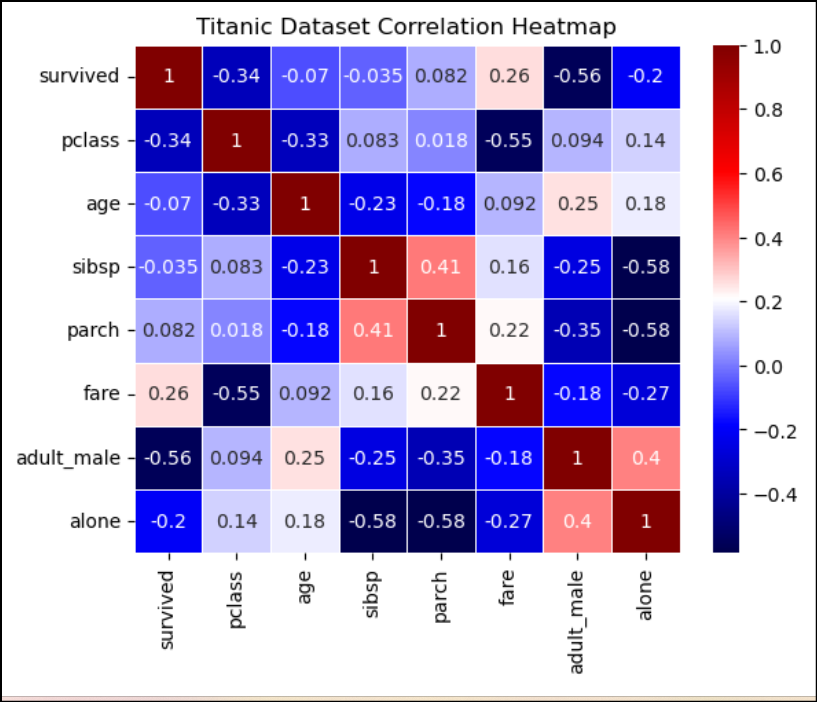 Titanic Dataset Correlation Heatmap
survived 1 -0.34 -0.07 -0.035 0.082 0.26 -0.56 -0.2
pclass -0.34 1 -0.33 0.083 0.018 -0.55 0.094 0.14
age -0.07 -0.33 1 -0.23 -0.18 0.092 0.25 0.18
sibsp -0.035 0.083 -0.23 1 0.41 0.16 -0.25 -0.58
parch 0.082 0.018 -0.18 0.41 1 0.22 -0.35 -0.58
fare 0.26 -0.55 0.092 0.16 0.22 1 -0.18 -0.27
adult_male -0.56 0.094 0.25 -0.25 -0.35 -0.18 1 0.4
alone -0.2 0.14 0.18 -0.58 -0.58 -0.27 0.4 1
survived pclass age sibsp parch fare adult_male alone
1.0
0.8
0.6
0.4
0.2
0.0
−0.2
−0.4